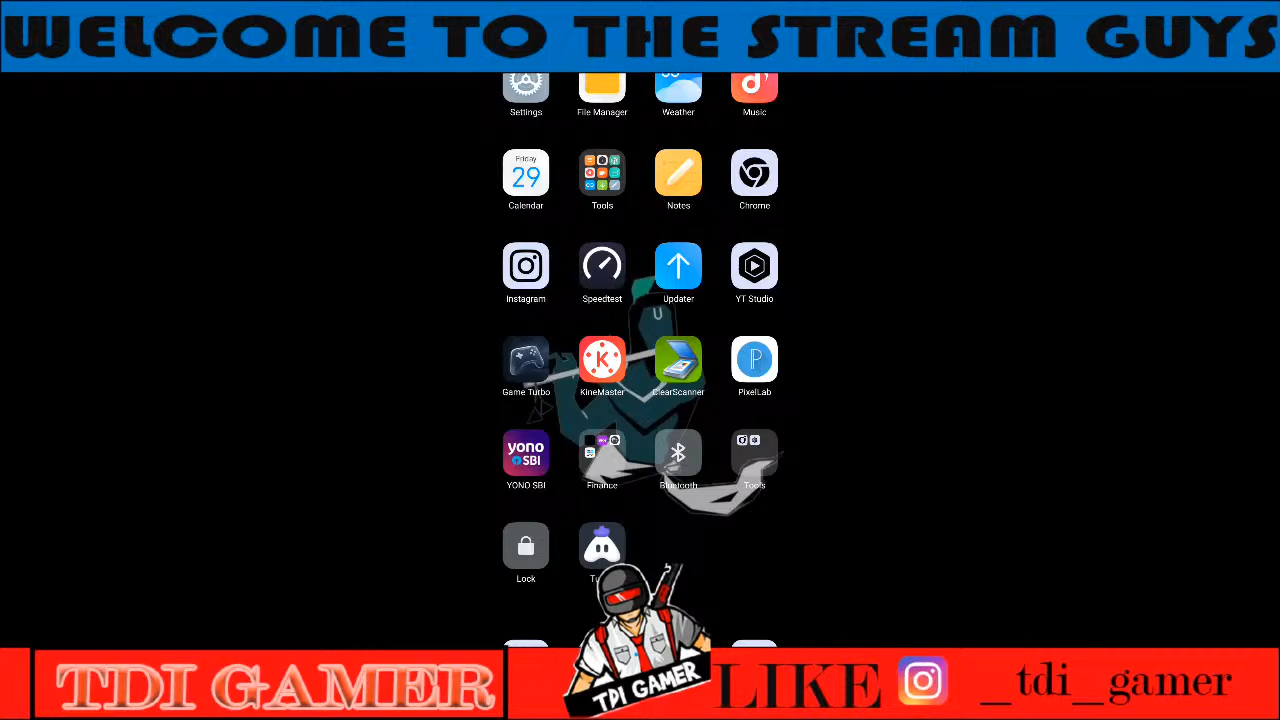 WELCOME TO THE STREAM GUYS
Settings File Manager Weather Music
Friday
29
Calendar Tools Notes Chrome
Instagram Speedtest Updater YT Studio
U
K P
Game Turbo KineMaster ClearScanner PixelLab
yono
SBI
YONO SBI Finance Bluetooth Tools
Lock
TDI GAMER
TDI GAMER LIKE _tdi_gamer